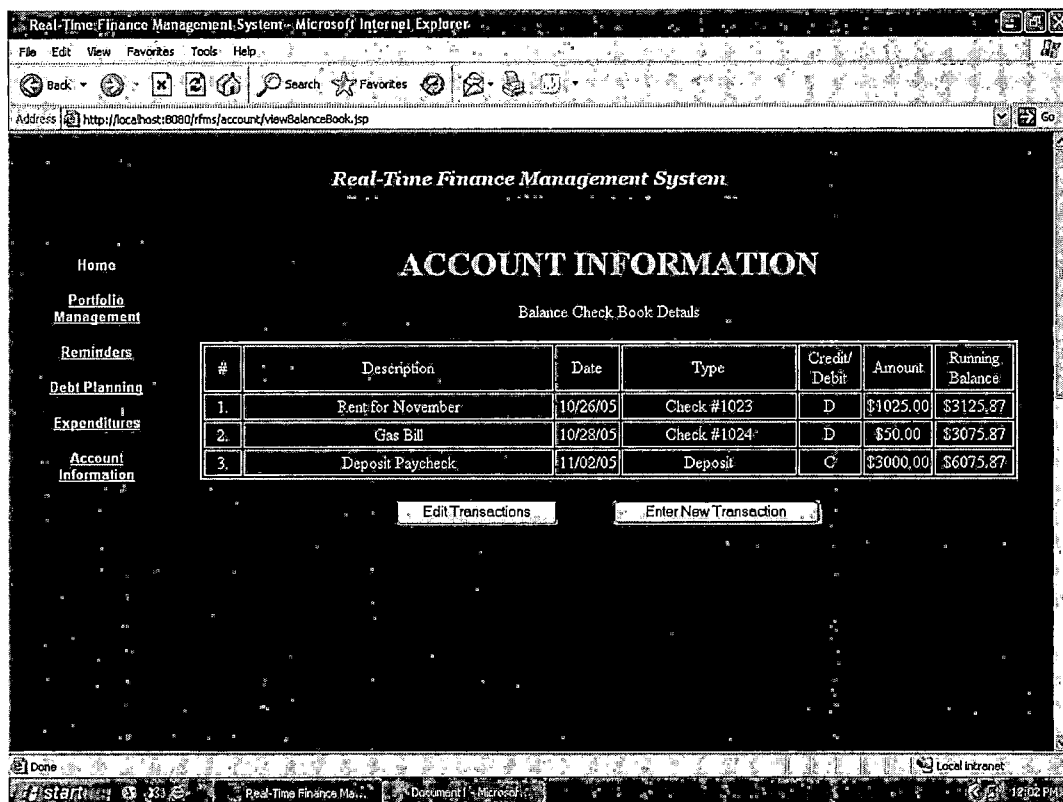 Real-Time Finance Management System - Microsoft Internet Explorer
File Edit View Favorites Tools Help
Back Search Favorites
Address http://localhost:8080/rfms/account/viewBalanceBook.jsp Go
Real-Time Finance Management System
Home
Portfolio
Management
Reminders
Debt Planning
Expenditures
Account
Information
ACCOUNT INFORMATION
Balance Check Book Details
# Description Date Type Credit/Debit Amount Running Balance
1. Rent for November 10/26/05 Check #1023 D $1025.00 $3125.87
2. Gas Bill 10/28/05 Check #1024 D $50.00 $3075.87
3. Deposit Paycheck 11/02/05 Deposit C $3000.00 $6075.87
Edit Transactions Enter New Transaction
Done Local intranet
start Real-Time Finance Ma... Document1 - Microsof... 12:02 PM